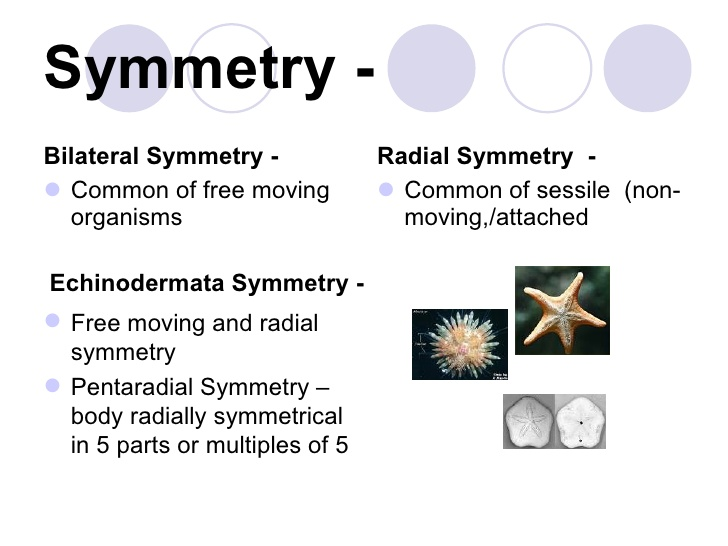 Symmetry -
Bilateral Symmetry -
Common of free moving
organisms
Radial Symmetry  -
Common of sessile  (non-
moving,/attached
Echinodermata Symmetry -
Free moving and radial
symmetry
Pentaradial Symmetry –
body radially symmetrical
in 5 parts or multiples of 5